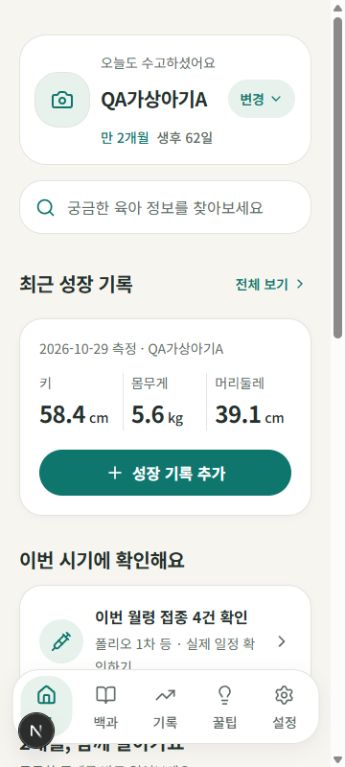 오늘도 수고하셨어요
QA가상아기A
변경
만 2개월 생후 62일
궁금한 육아 정보를 찾아보세요
최근 성장 기록
전체 보기
2026-10-29 측정 · QA가상아기A
키 몸무게 머리둘레
58.4 cm 5.6 kg 39.1 cm
성장 기록 추가
이번 시기에 확인해요
이번 월령 접종 4건 확인
폴리오 1차 등 · 실제 일정 확
인하기
N
백과 기록 꿀팁 설정